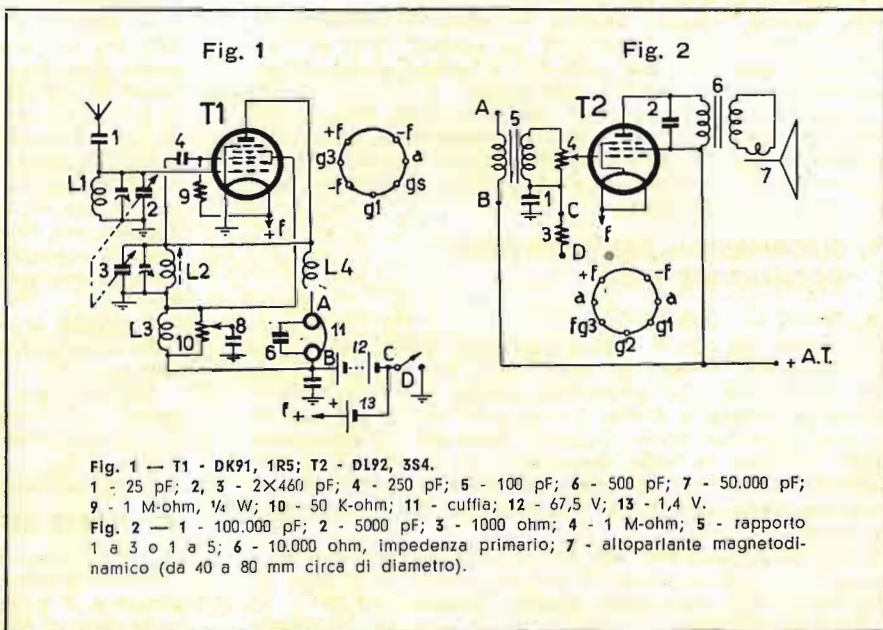 Fig. 1
Fig. 2
T1
1
4
L1
2
9
+f
g3
-f
g1
gs
a
-f
f
+
3
L2
L4
L3
10
8
A
6
11
B
12
C
D
f+
+
13
A
5
B
T2
4
2
6
7
1
C
3
D
f
+f
a
fg3
g2
g1
a
-f
+ A.T.
Fig. 1 — T1 - DK91, 1R5; T2 - DL92, 3S4.
1 - 25 pF; 2, 3 - 2×460 pF; 4 - 250 pF; 5 - 100 pF; 6 - 500 pF; 7 - 50.000 pF;
9 - 1 M-ohm, ¼ W; 10 - 50 K-ohm; 11 - cuffia; 12 - 67,5 V; 13 - 1,4 V.
Fig. 2 — 1 - 100.000 pF; 2 - 5000 pF; 3 - 1000 ohm; 4 - 1 M-ohm; 5 - rapporto
1 a 3 o 1 a 5; 6 - 10.000 ohm, impedenza primario; 7 - altoparlante magnetodi-
namico (da 40 a 80 mm circa di diametro).